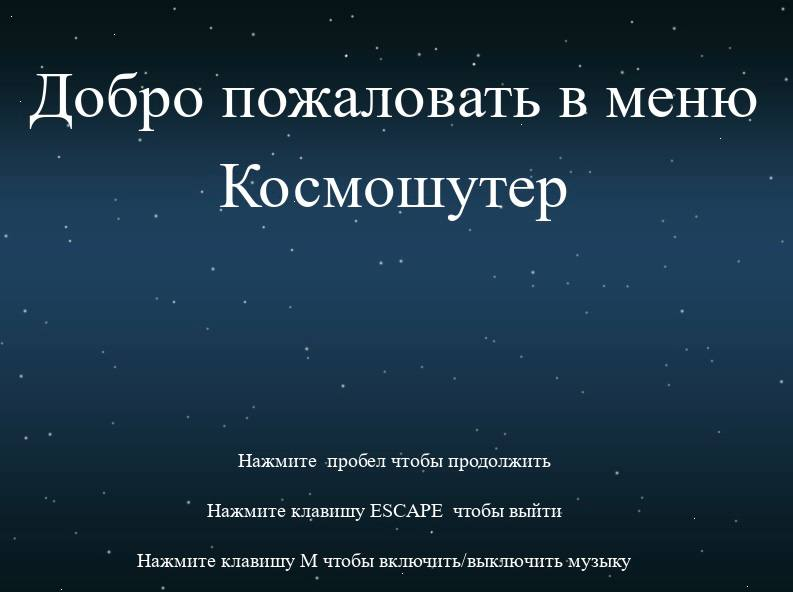 Добро пожаловать в меню
Космошутер
Нажмите  пробел чтобы продолжить
Нажмите клавишу ESCAPE  чтобы выйти
Нажмите клавишу M чтобы включить/выключить музыку